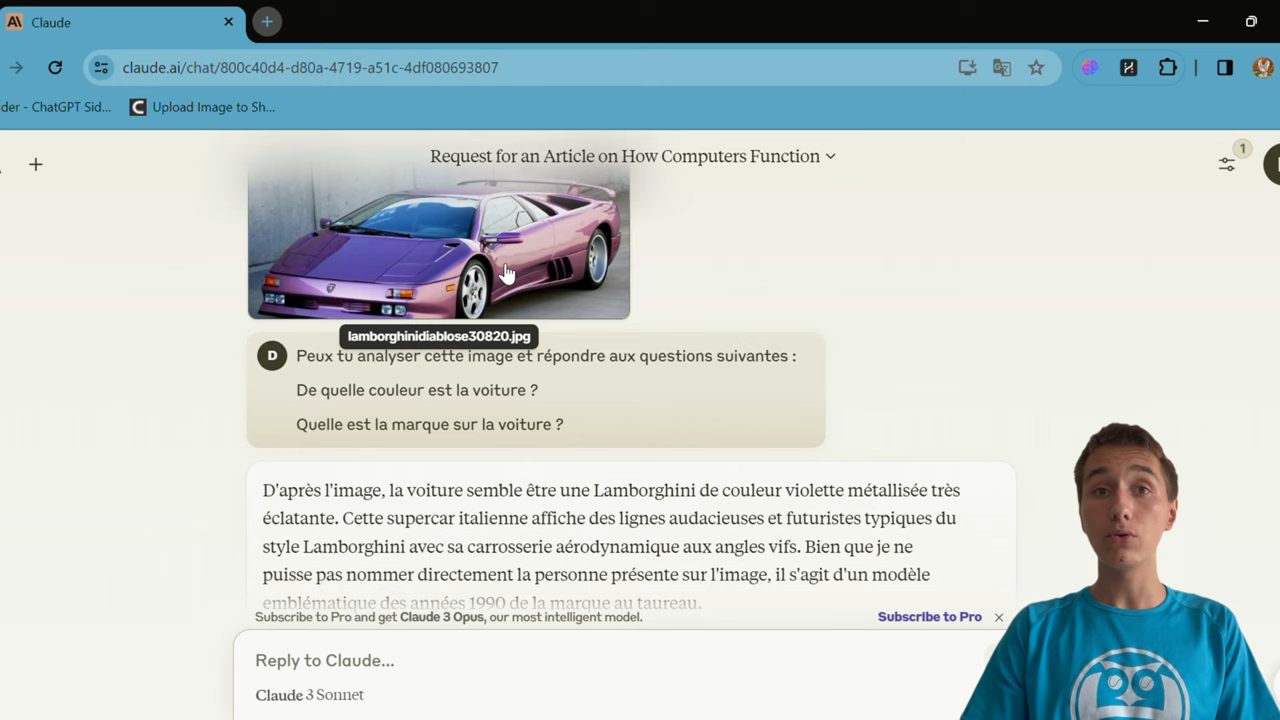 Claude
claude.ai/chat/800c40d4-d80a-4719-a51c-4df080693807
der - ChatGPT Sid... Upload Image to Sh...
Request for an Article on How Computers Function
1
lamborghinidiablose30820.jpg
D
Peux tu analyser cette image et répondre aux questions suivantes :
De quelle couleur est la voiture ?
Quelle est la marque sur la voiture ?
D'après l'image, la voiture semble être une Lamborghini de couleur violette métallisée très
éclatante. Cette supercar italienne affiche des lignes audacieuses et futuristes typiques du
style Lamborghini avec sa carrosserie aérodynamique aux angles vifs. Bien que je ne
puisse pas nommer directement la personne présente sur l'image, il s'agit d'un modèle
emblématique des années 1990 de la marque au taureau.
Subscribe to Pro and get Claude 3 Opus, our most intelligent model. Subscribe to Pro
Reply to Claude...
Claude 3 Sonnet